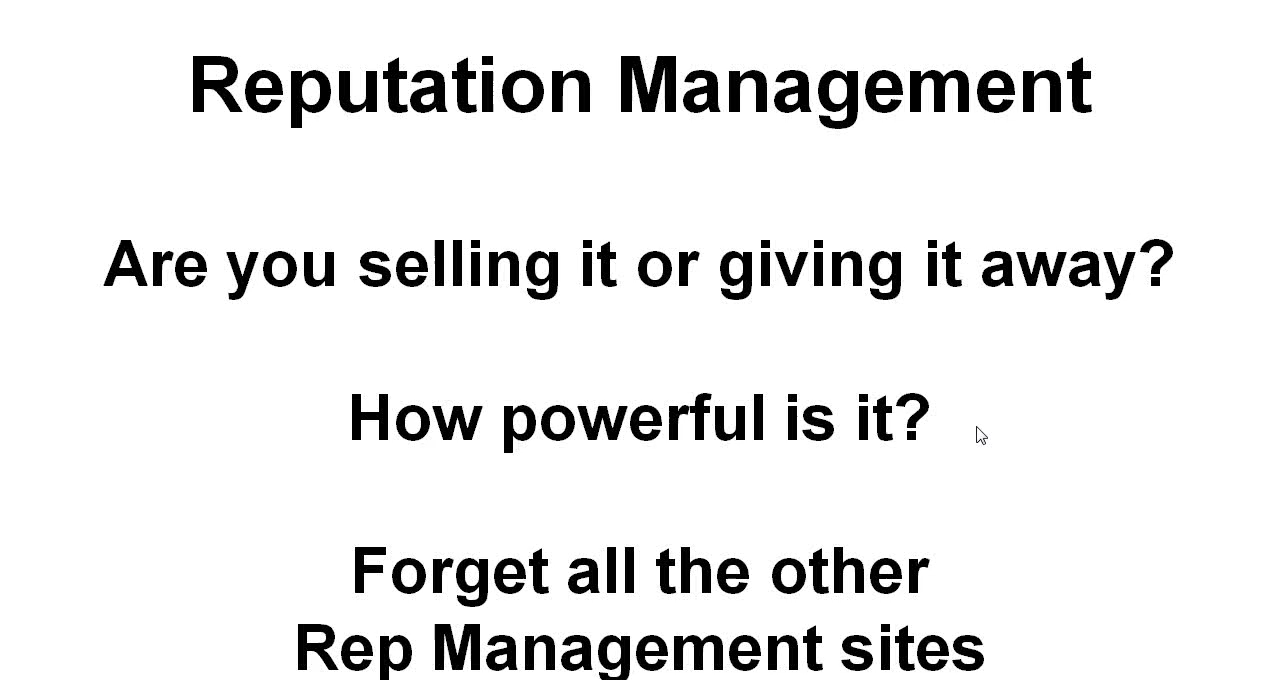 Reputation Management
Are you selling it or giving it away?
How powerful is it?
Forget all the other
Rep Management sites